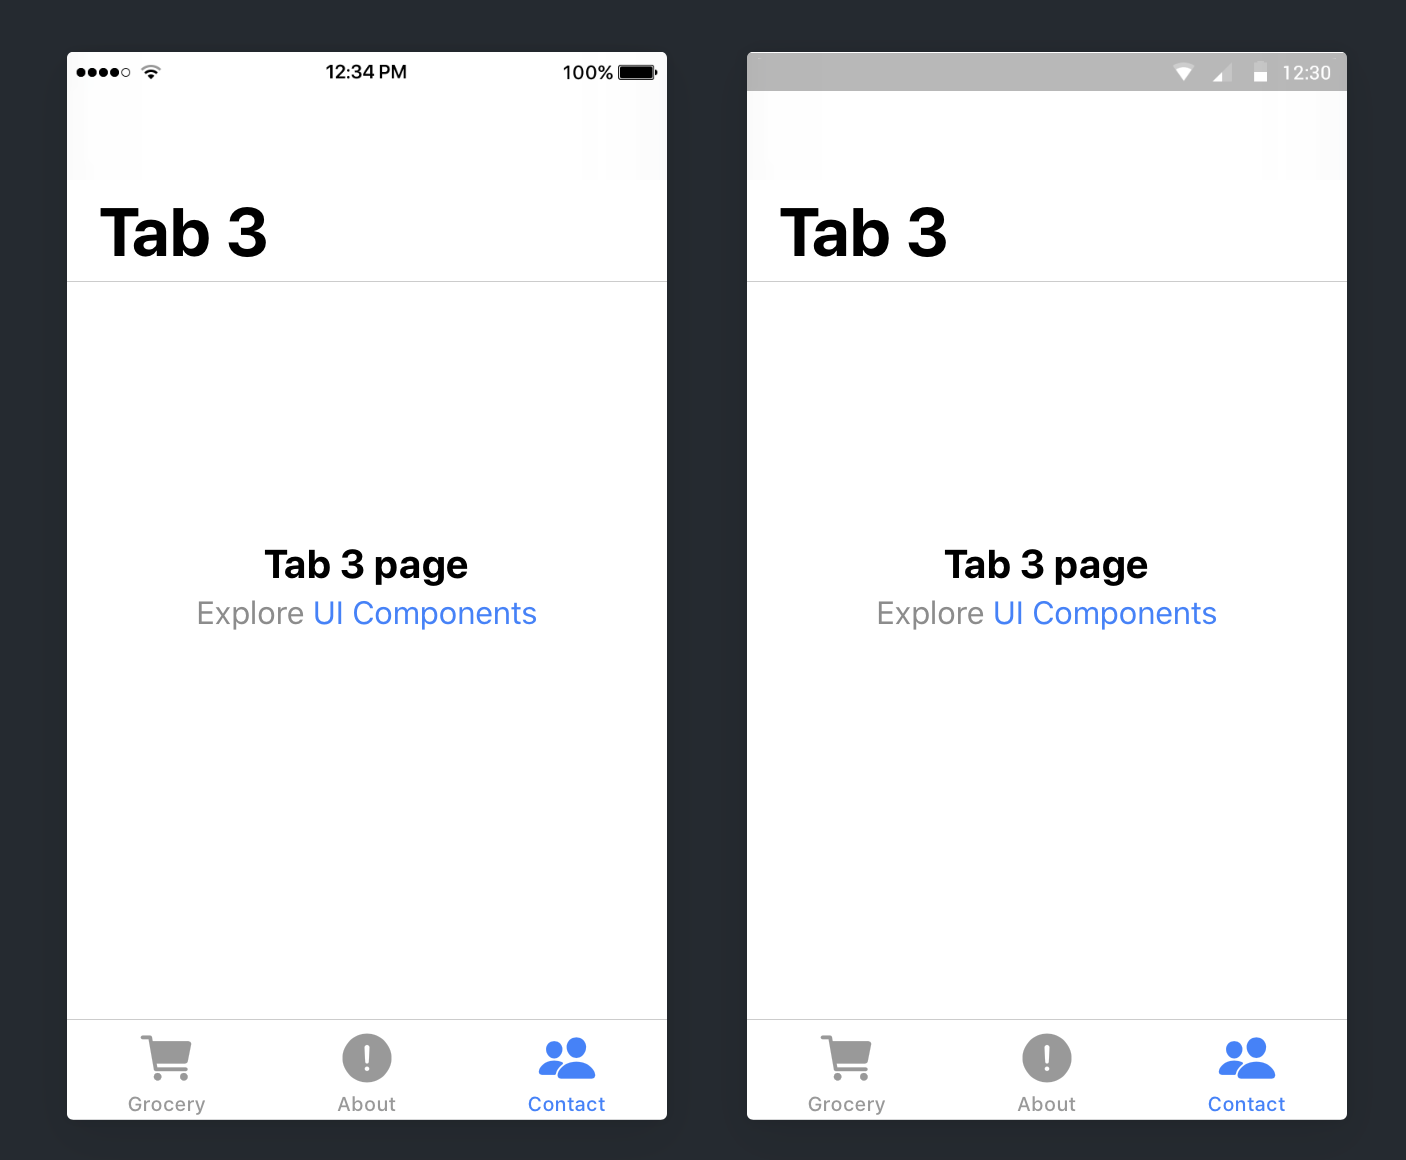 12:34 PM 100%
Tab 3
Tab 3 page
Explore UI Components
Grocery About Contact
12:30
Tab 3
Tab 3 page
Explore UI Components
Grocery About Contact